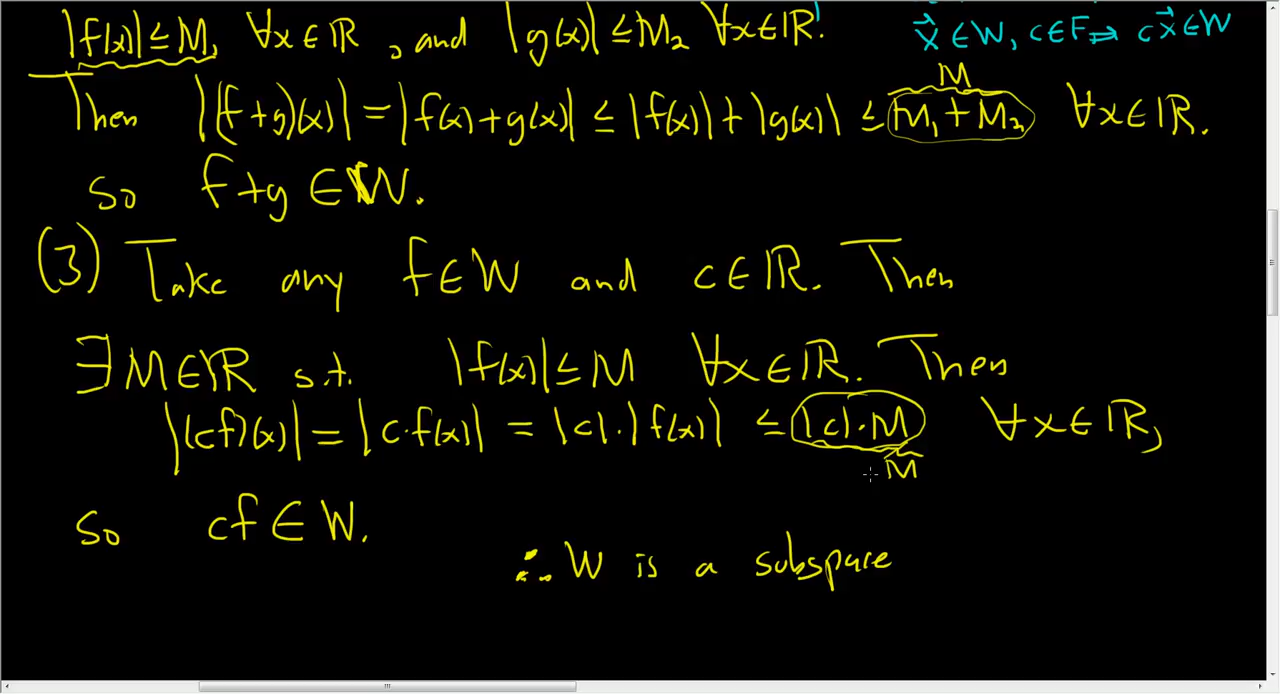 |f(x)| ≤ M₁ ∀x∈ℝ, and |g(x)| ≤ M₂ ∀x∈ℝ.
x⃗ ∈ W, c∈F ⇒ cx⃗ ∈ W
M̃
Then |(f+g)(x)| = |f(x)+g(x)| ≤ |f(x)| + |g(x)| ≤ M₁ + M₂ ∀x∈ℝ.
so f+g ∈ W.
(3) Take any f∈W and c∈ℝ. Then
∃M∈ℝ s.t. |f(x)| ≤ M ∀x∈ℝ. Then
|(cf)(x)| = |c·f(x)| = |c|·|f(x)| ≤ |c|·M ∀x∈ℝ,
M̃
so cf ∈ W.
∴ W is a subspace